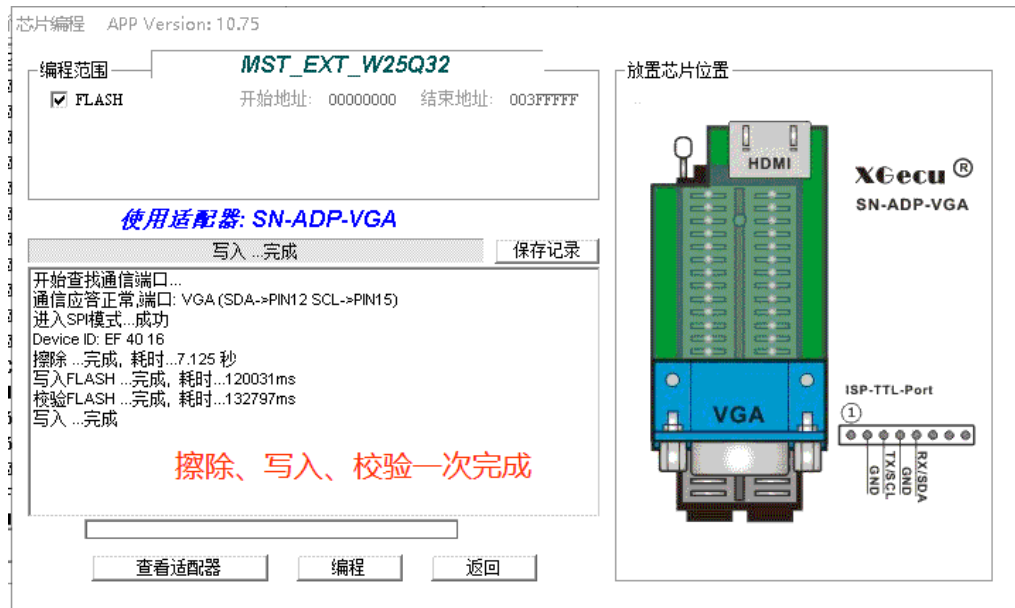 芯片编程 APP Version: 10.75
编程范围
MST_EXT_W25Q32
FLASH 开始地址: 00000000 结束地址: 003FFFFF
使用适配器: SN-ADP-VGA
写入 ...完成
保存记录
开始查找通信端口...
通信应答正常,端口: VGA (SDA->PIN12 SCL->PIN15)
进入SPI模式...成功
Device ID: EF 40 16
擦除 ...完成, 耗时...7.125 秒
写入FLASH ...完成, 耗时...120031ms
校验FLASH ...完成, 耗时...132797ms
写入 ...完成
擦除、写入、校验一次完成
查看适配器
编程
返回
放置芯片位置
..
HDMI
XGecu ®
SN-ADP-VGA
VGA
ISP-TTL-Port
1
GND
TX/SCL
GND
RX/SDA